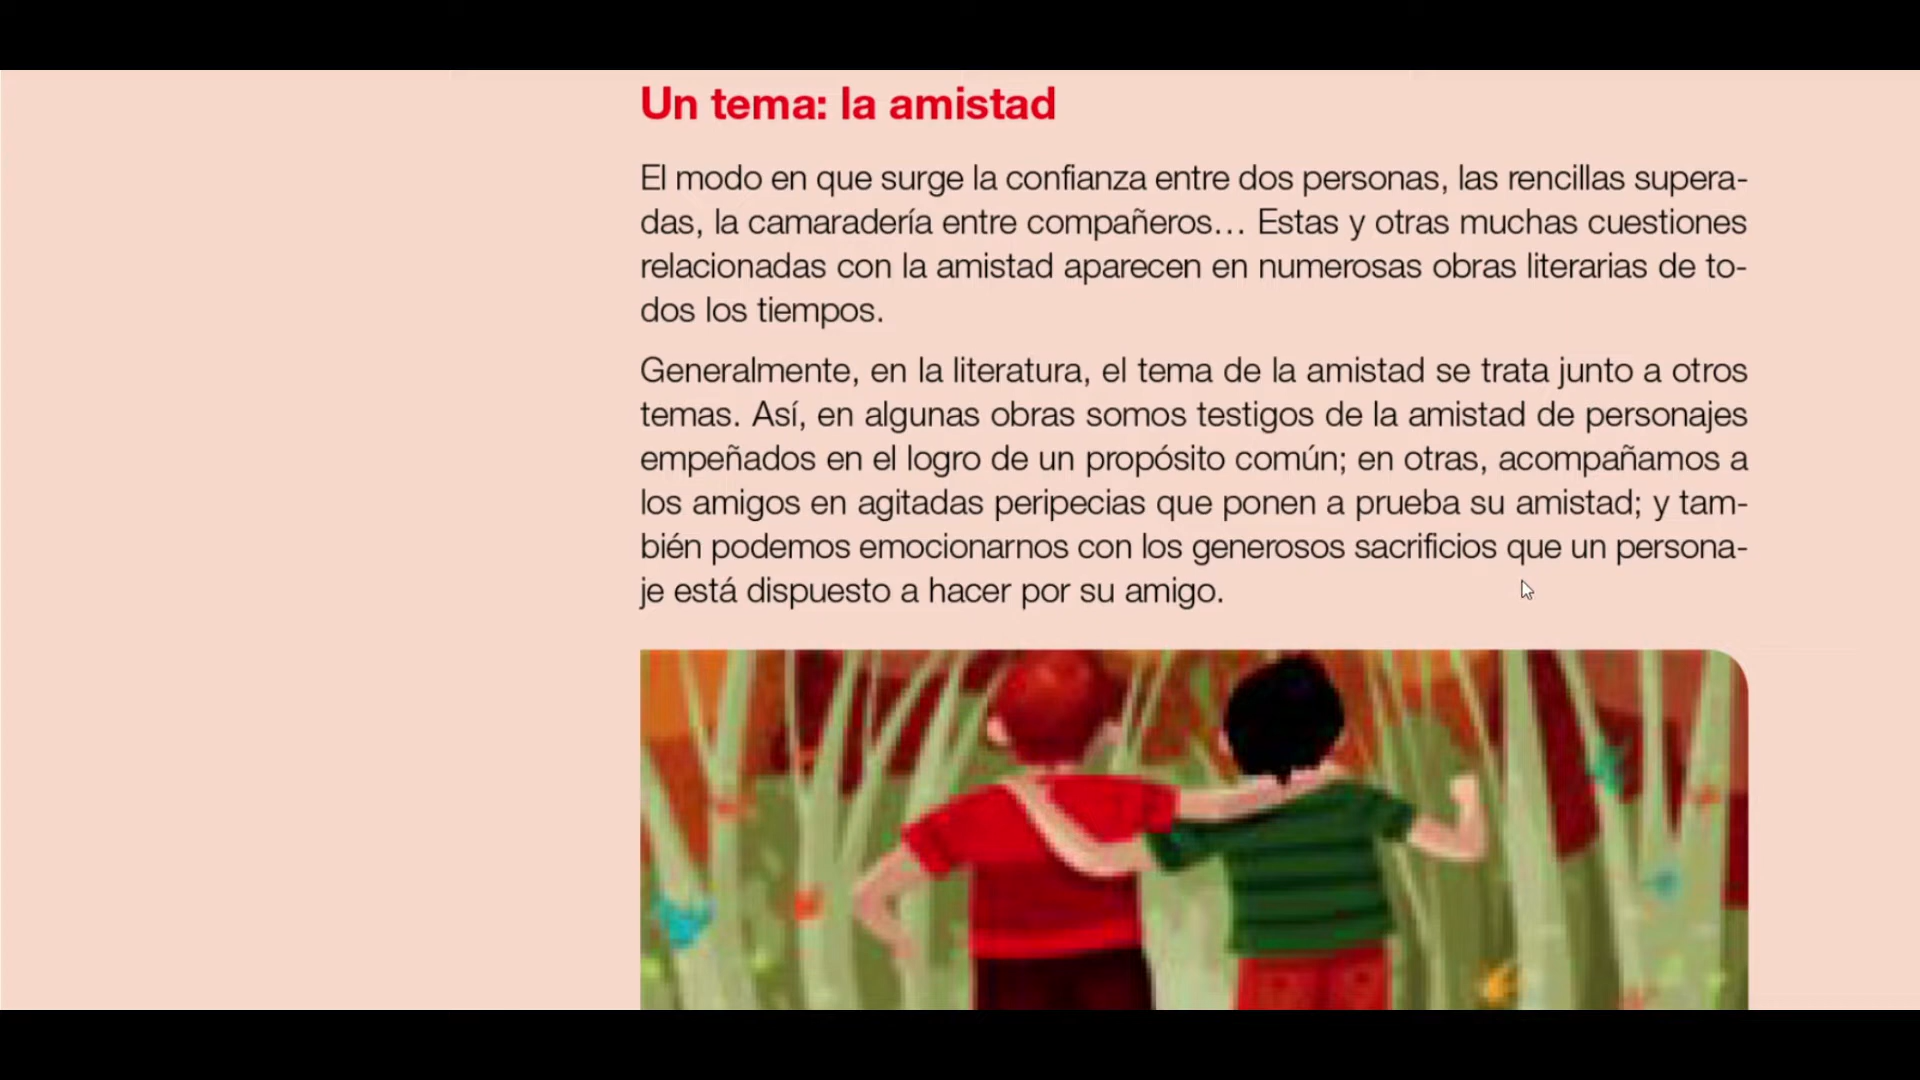 Un tema: la amistad
El modo en que surge la confianza entre dos personas, las rencillas supera-
das, la camaradería entre compañeros… Estas y otras muchas cuestiones
relacionadas con la amistad aparecen en numerosas obras literarias de to-
dos los tiempos.
Generalmente, en la literatura, el tema de la amistad se trata junto a otros
temas. Así, en algunas obras somos testigos de la amistad de personajes
empeñados en el logro de un propósito común; en otras, acompañamos a
los amigos en agitadas peripecias que ponen a prueba su amistad; y tam-
bién podemos emocionarnos con los generosos sacrificios que un persona-
je está dispuesto a hacer por su amigo.